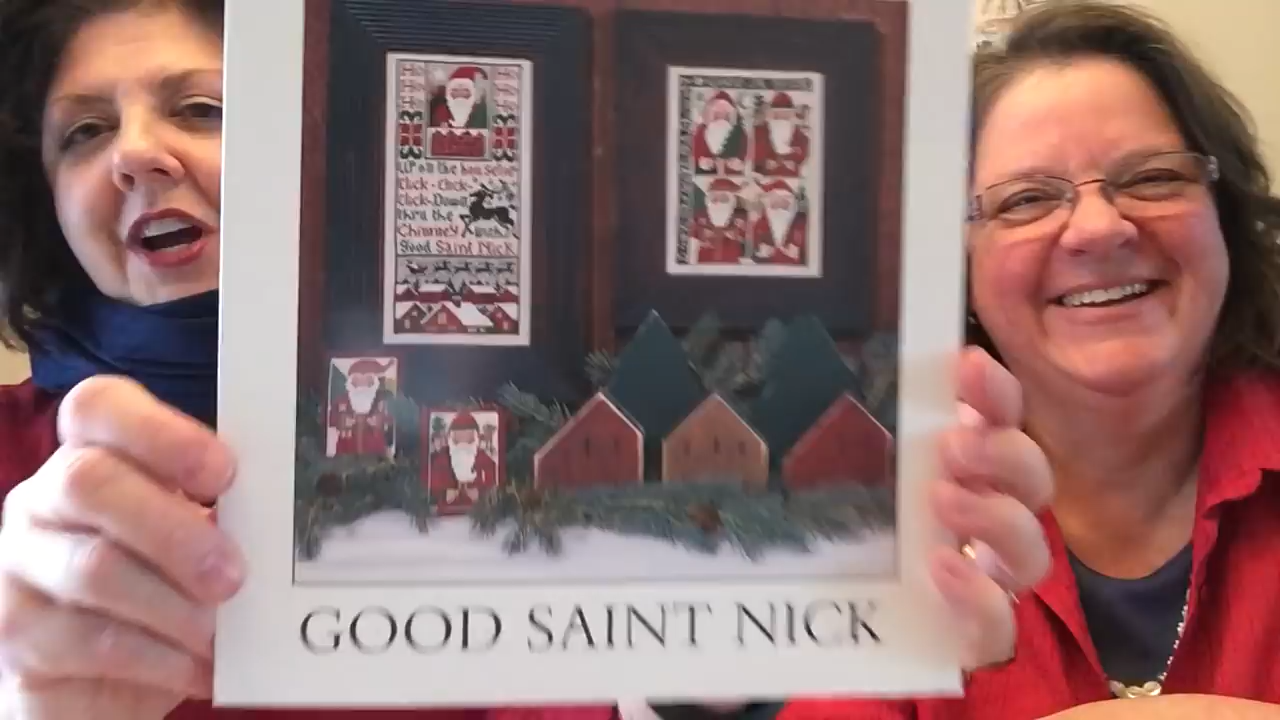 Up on the housetop
Click-Click-
Click-Down
thru the
Chimney with
Good Saint Nick
GOOD SAINT NICK